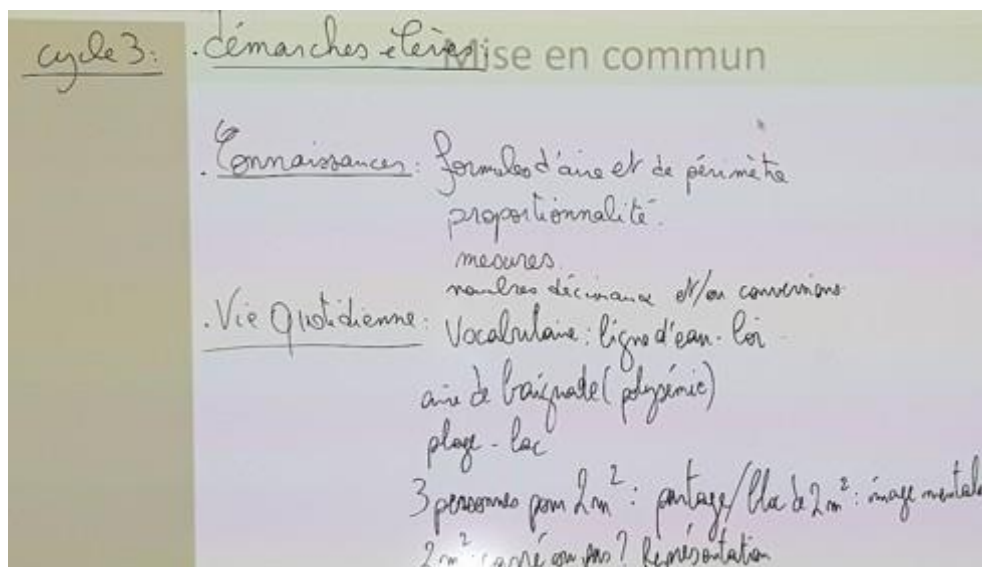 cycle 3:
. démarches élèves:
Mise en commun
. Connaissances: formules d'aire et de périmètre
proportionnalité.
mesures
nombres décimaux et/ou conversions
. Vie Quotidienne: Vocabulaire: ligne d'eau - loi
aire de baignade (polysémie)
plage - lac
3 personnes pour 2m²: partage/bloc de 2m²: image mentale
2m²: carré ou pas? Représentation